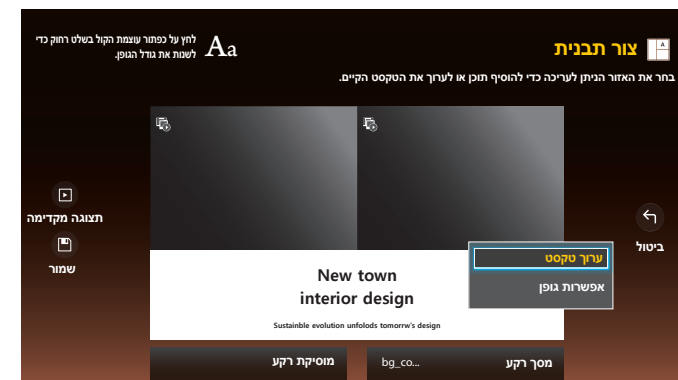 צור תבנית
Aa
לחץ על כפתור עוצמת הקול בשלט רחוק כדי
לשנות את גודל הגופן.
בחר את האזור הניתן לעריכה כדי להוסיף תוכן או לערוך את הטקסט הקיים.
תצוגה מקדימה
שמור
ביטול
ערוך טקסט
אפשרות גופן
New town
interior design
Sustainble evolution unfolods tomorrw's design
מסך רקע
bg_co...
מוסיקת רקע